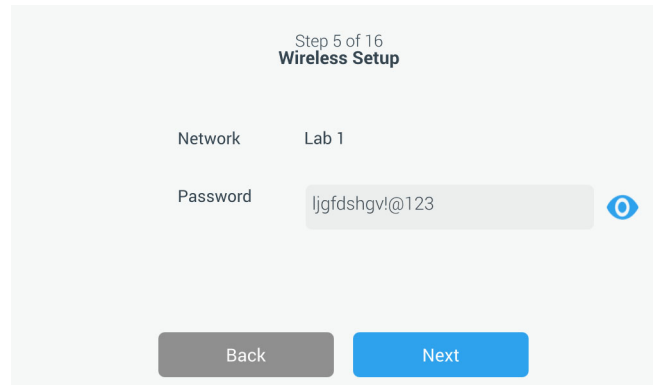 Step 5 of 16
Wireless Setup
Network Lab 1
Password ljgfdshgv!@123
Back Next